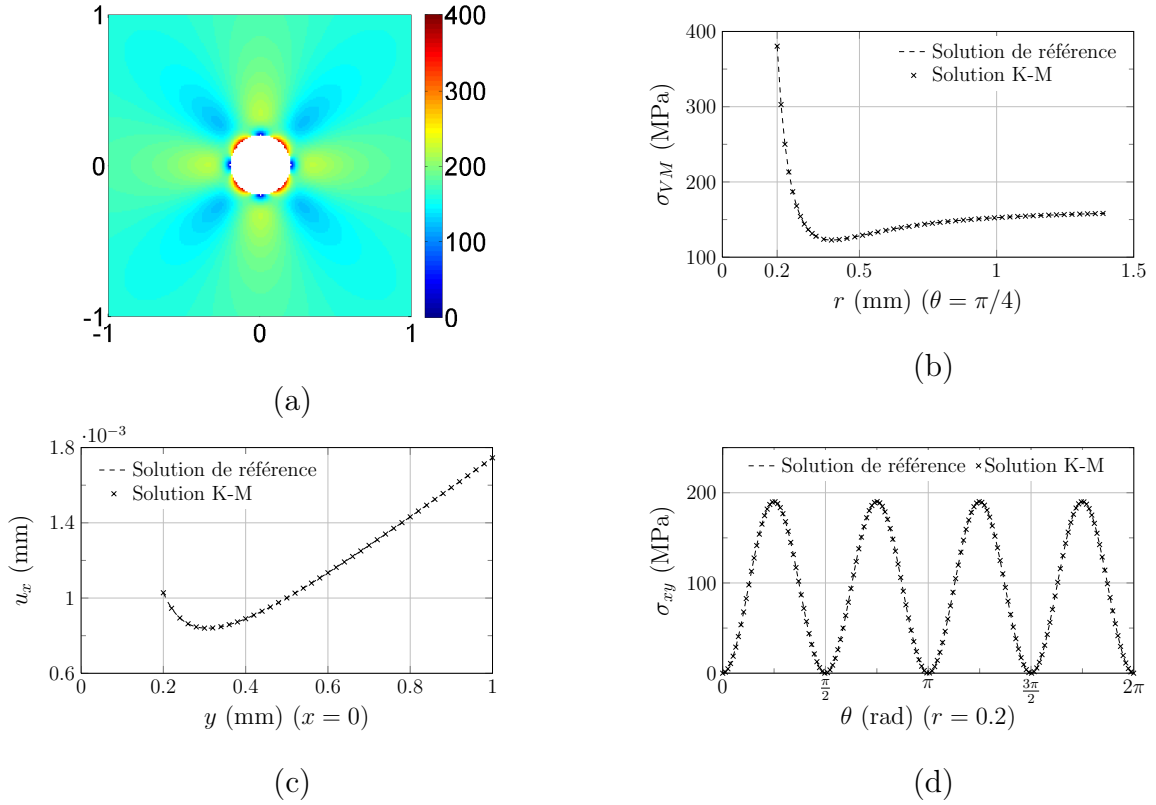 1
0
-1
-1
0
1
400
300
200
100
0
(a)
400
300
200
100
0
0.2
0.5
1
1.5
σ_VM (MPa)
r (mm) (θ = π/4)
Solution de référence
Solution K-M
(b)
·10⁻³
1.8
1.4
1
0.6
0
0.2
0.4
0.6
0.8
1
u_x (mm)
y (mm) (x = 0)
Solution de référence
Solution K-M
(c)
200
100
0
0
π/2
π
3π/2
2π
σ_xy (MPa)
θ (rad) (r = 0.2)
Solution de référence Solution K-M
(d)